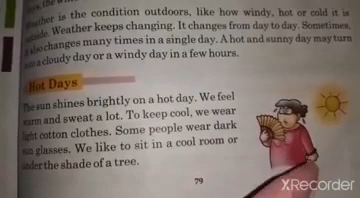 the
Weather is the condition outdoors, like how windy, hot or cold it is
outside. Weather keeps changing. It changes from day to day. Sometimes,
it also changes many times in a single day. A hot and sunny day may turn
into a cloudy day or a windy day in a few hours.
Hot Days
The sun shines brightly on a hot day. We feel
warm and sweat a lot. To keep cool, we wear
light cotton clothes. Some people wear dark
sun glasses. We like to sit in a cool room or
under the shade of a tree.
79
XRecorder